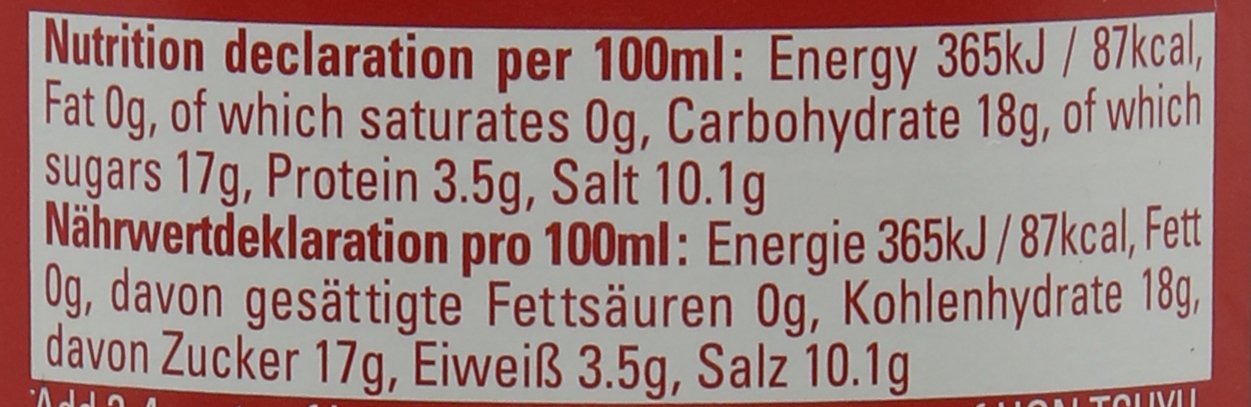 Nutrition declaration per 100ml: Energy 365kJ / 87kcal,
Fat 0g, of which saturates 0g, Carbohydrate 18g, of which
sugars 17g, Protein 3.5g, Salt 10.1g
Nährwertdeklaration pro 100ml: Energie 365kJ / 87kcal, Fett
0g, davon gesättigte Fettsäuren 0g, Kohlenhydrate 18g,
davon Zucker 17g, Eiweiß 3.5g, Salz 10.1g